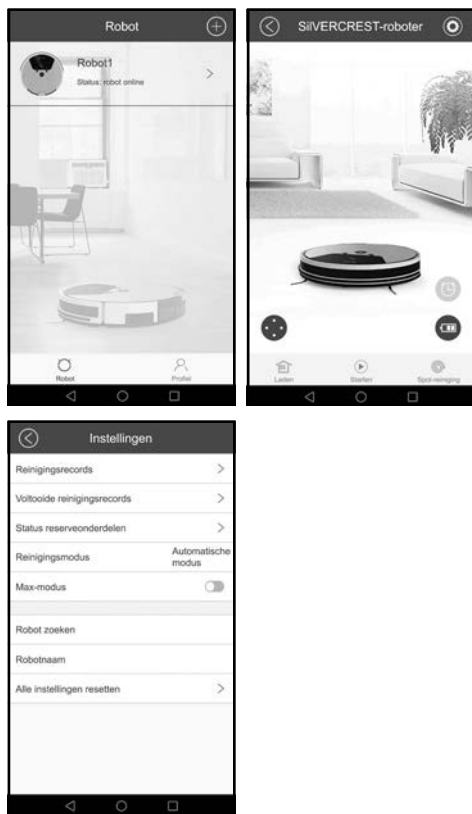 Robot
Robot1
Status: robot online
Robot
Profiel
SilVERCREST-roboter
Laden
Starten
Spot-reiniging
Instellingen
Reinigingsrecords
Voltooide reinigingsrecords
Status reserveonderdelen
Reinigingsmodus
Automatische
modus
Max-modus
Robot zoeken
Robotnaam
Alle instellingen resetten